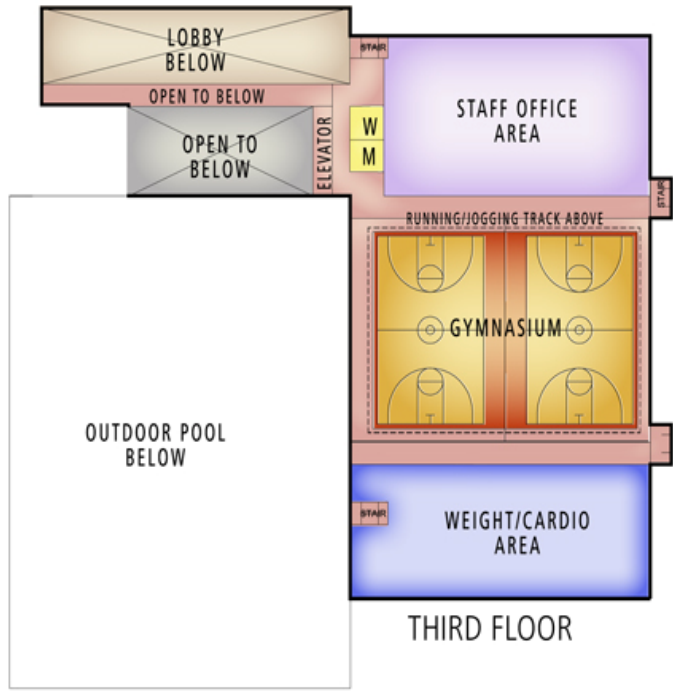 LOBBY
BELOW
STAIR
OPEN TO BELOW
STAFF OFFICE
AREA
OPEN TO
BELOW
ELEVATOR
W
M
STAIR
RUNNING/JOGGING TRACK ABOVE
GYMNASIUM
OUTDOOR POOL
BELOW
STAIR
WEIGHT/CARDIO
AREA
THIRD FLOOR